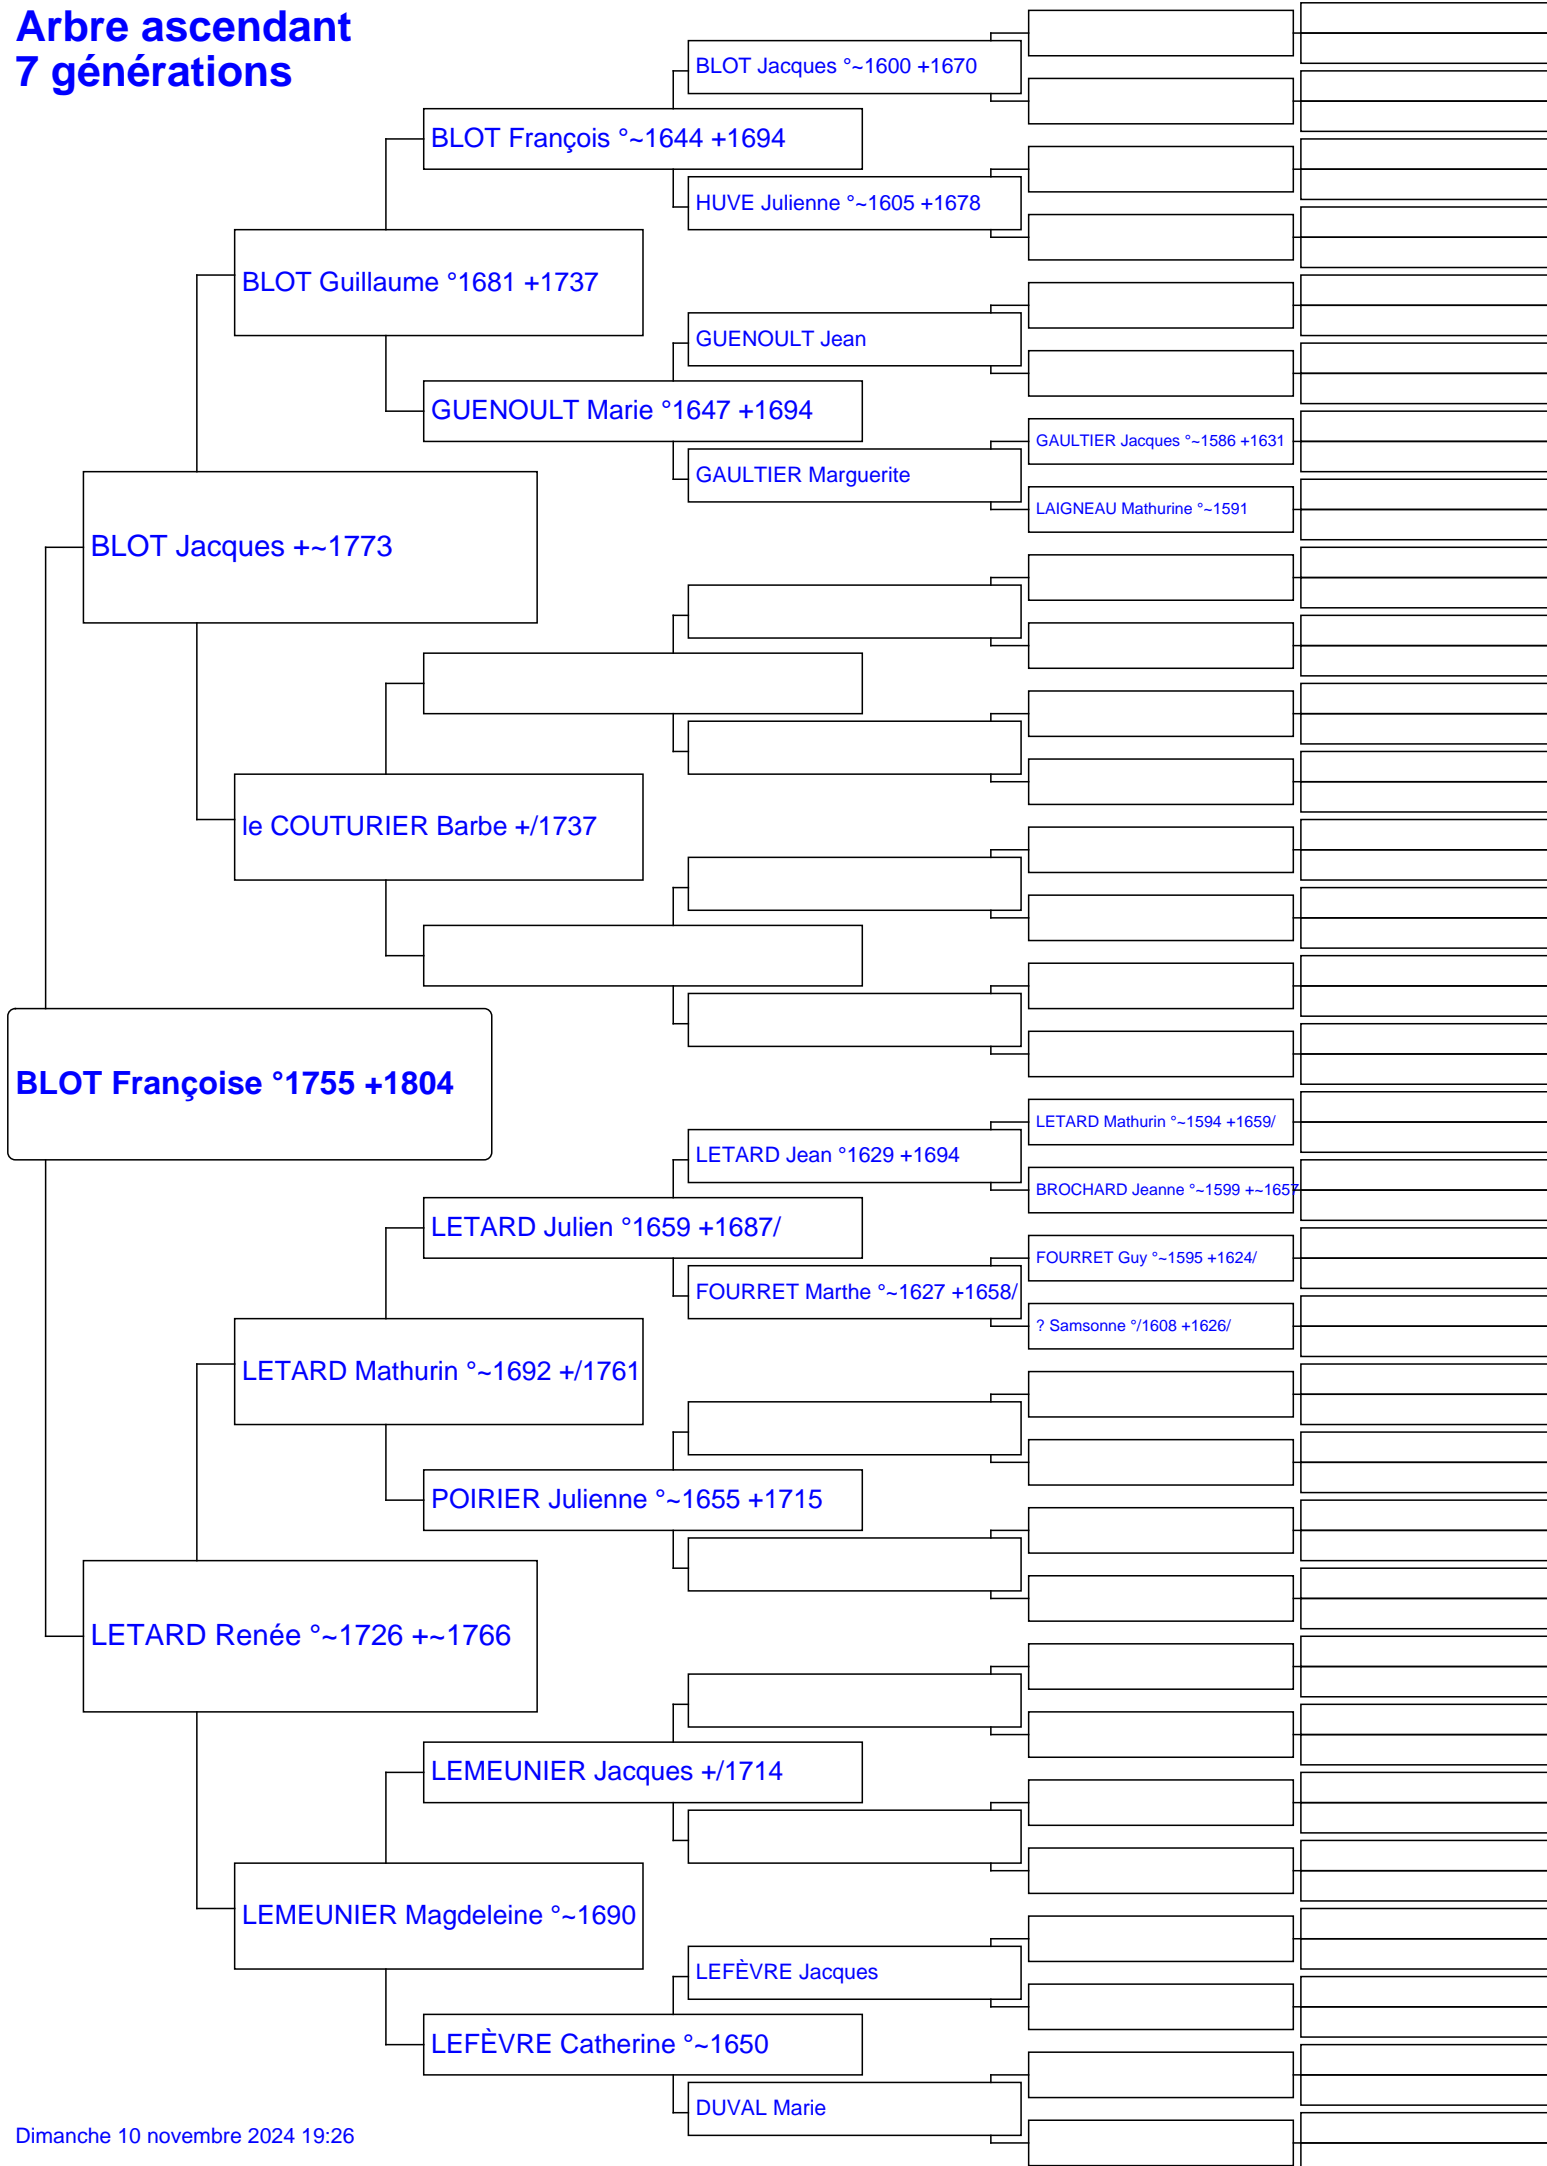 Arbre ascendant
7 générations
BLOT Jacques °~1600 +1670
BLOT François °~1644 +1694
HUVE Julienne °~1605 +1678
BLOT Guillaume °1681 +1737
GUENOULT Jean
GUENOULT Marie °1647 +1694
GAULTIER Jacques °~1586 +1631
GAULTIER Marguerite
LAIGNEAU Mathurine °~1591
BLOT Jacques +~1773
le COUTURIER Barbe +/1737
BLOT Françoise °1755 +1804
LETARD Mathurin °~1594 +1659/
LETARD Jean °1629 +1694
BROCHARD Jeanne °~1599 +~1657
LETARD Julien °1659 +1687/
FOURRET Guy °~1595 +1624/
FOURRET Marthe °~1627 +1658/
? Samsonne °/1608 +1626/
LETARD Mathurin °~1692 +/1761
POIRIER Julienne °~1655 +1715
LETARD Renée °~1726 +~1766
LEMEUNIER Jacques +/1714
LEMEUNIER Magdeleine °~1690
LEFÈVRE Jacques
LEFÈVRE Catherine °~1650
DUVAL Marie
Dimanche 10 novembre 2024 19:26